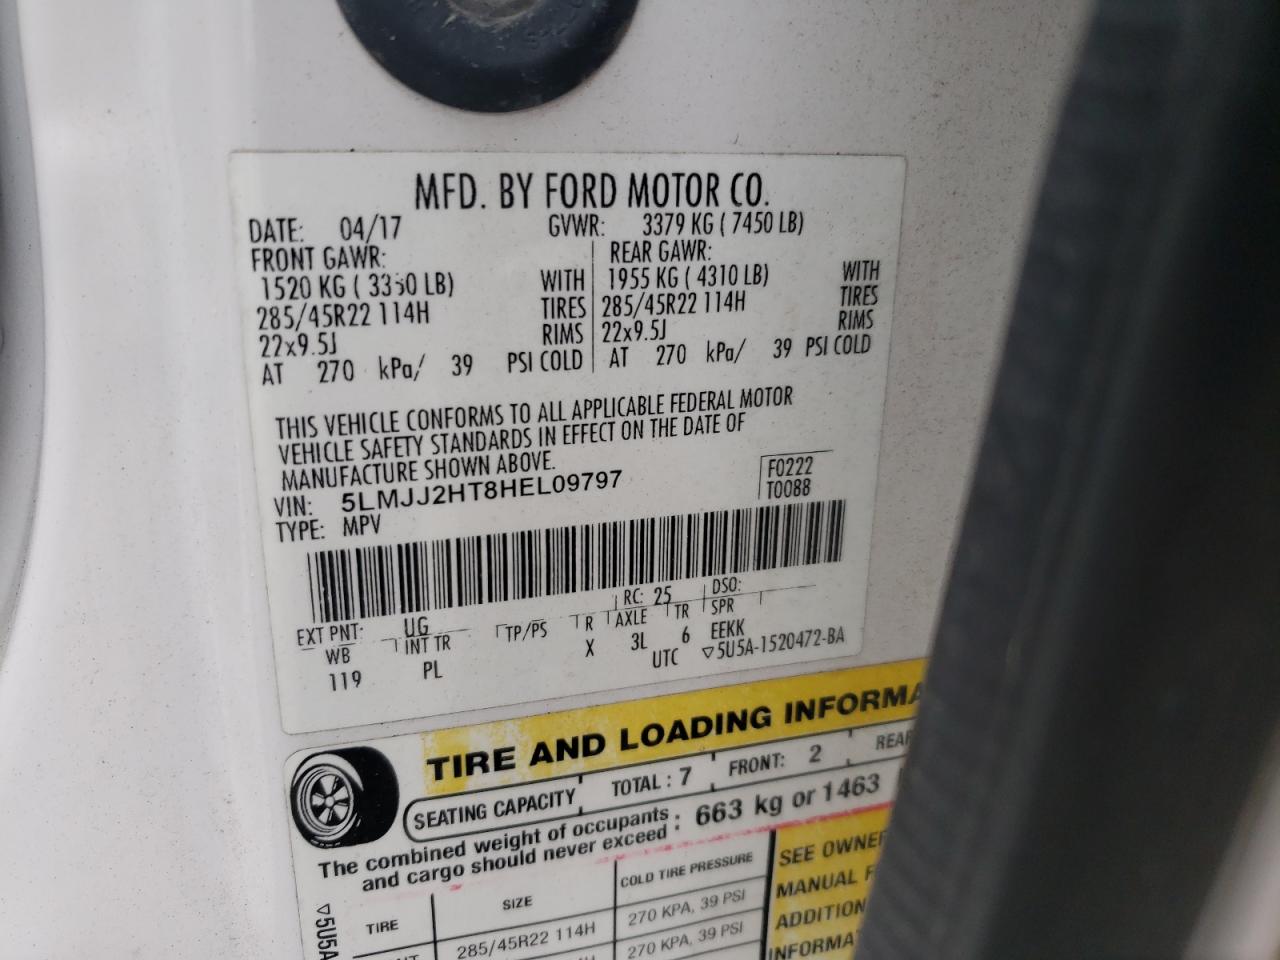 MFD. BY FORD MOTOR CO.
DATE: 04/17 GVWR: 3379 KG ( 7450 LB)
FRONT GAWR: REAR GAWR:
1520 KG ( 3350 LB) WITH 1955 KG ( 4310 LB) WITH
285/45R22 114H TIRES 285/45R22 114H TIRES
22x9.5J RIMS 22x9.5J RIMS
AT 270 kPa/ 39 PSI COLD AT 270 kPa/ 39 PSI COLD
THIS VEHICLE CONFORMS TO ALL APPLICABLE FEDERAL MOTOR
VEHICLE SAFETY STANDARDS IN EFFECT ON THE DATE OF
MANUFACTURE SHOWN ABOVE.
VIN: 5LMJJ2HT8HEL09797 F0222
TYPE: MPV T0088
EXT PNT: UG RC: 25 DSO:
WB INT TR TP/PS R AXLE TR SPR
119 PL X 3L 6 EEKK
UTC ▽5U5A-1520472-BA
TIRE AND LOADING
SEATING CAPACITY TOTAL : 7 FRONT: 2 REAR
The combined weight of occupants and cargo should never exceed : 663 kg or 1463
TIRE SIZE COLD TIRE PRESSURE
285/45R22 114H 270 KPA, 39 PSI
270 KPA, 39 PSI
SEE
MANUAL
▽5U5A